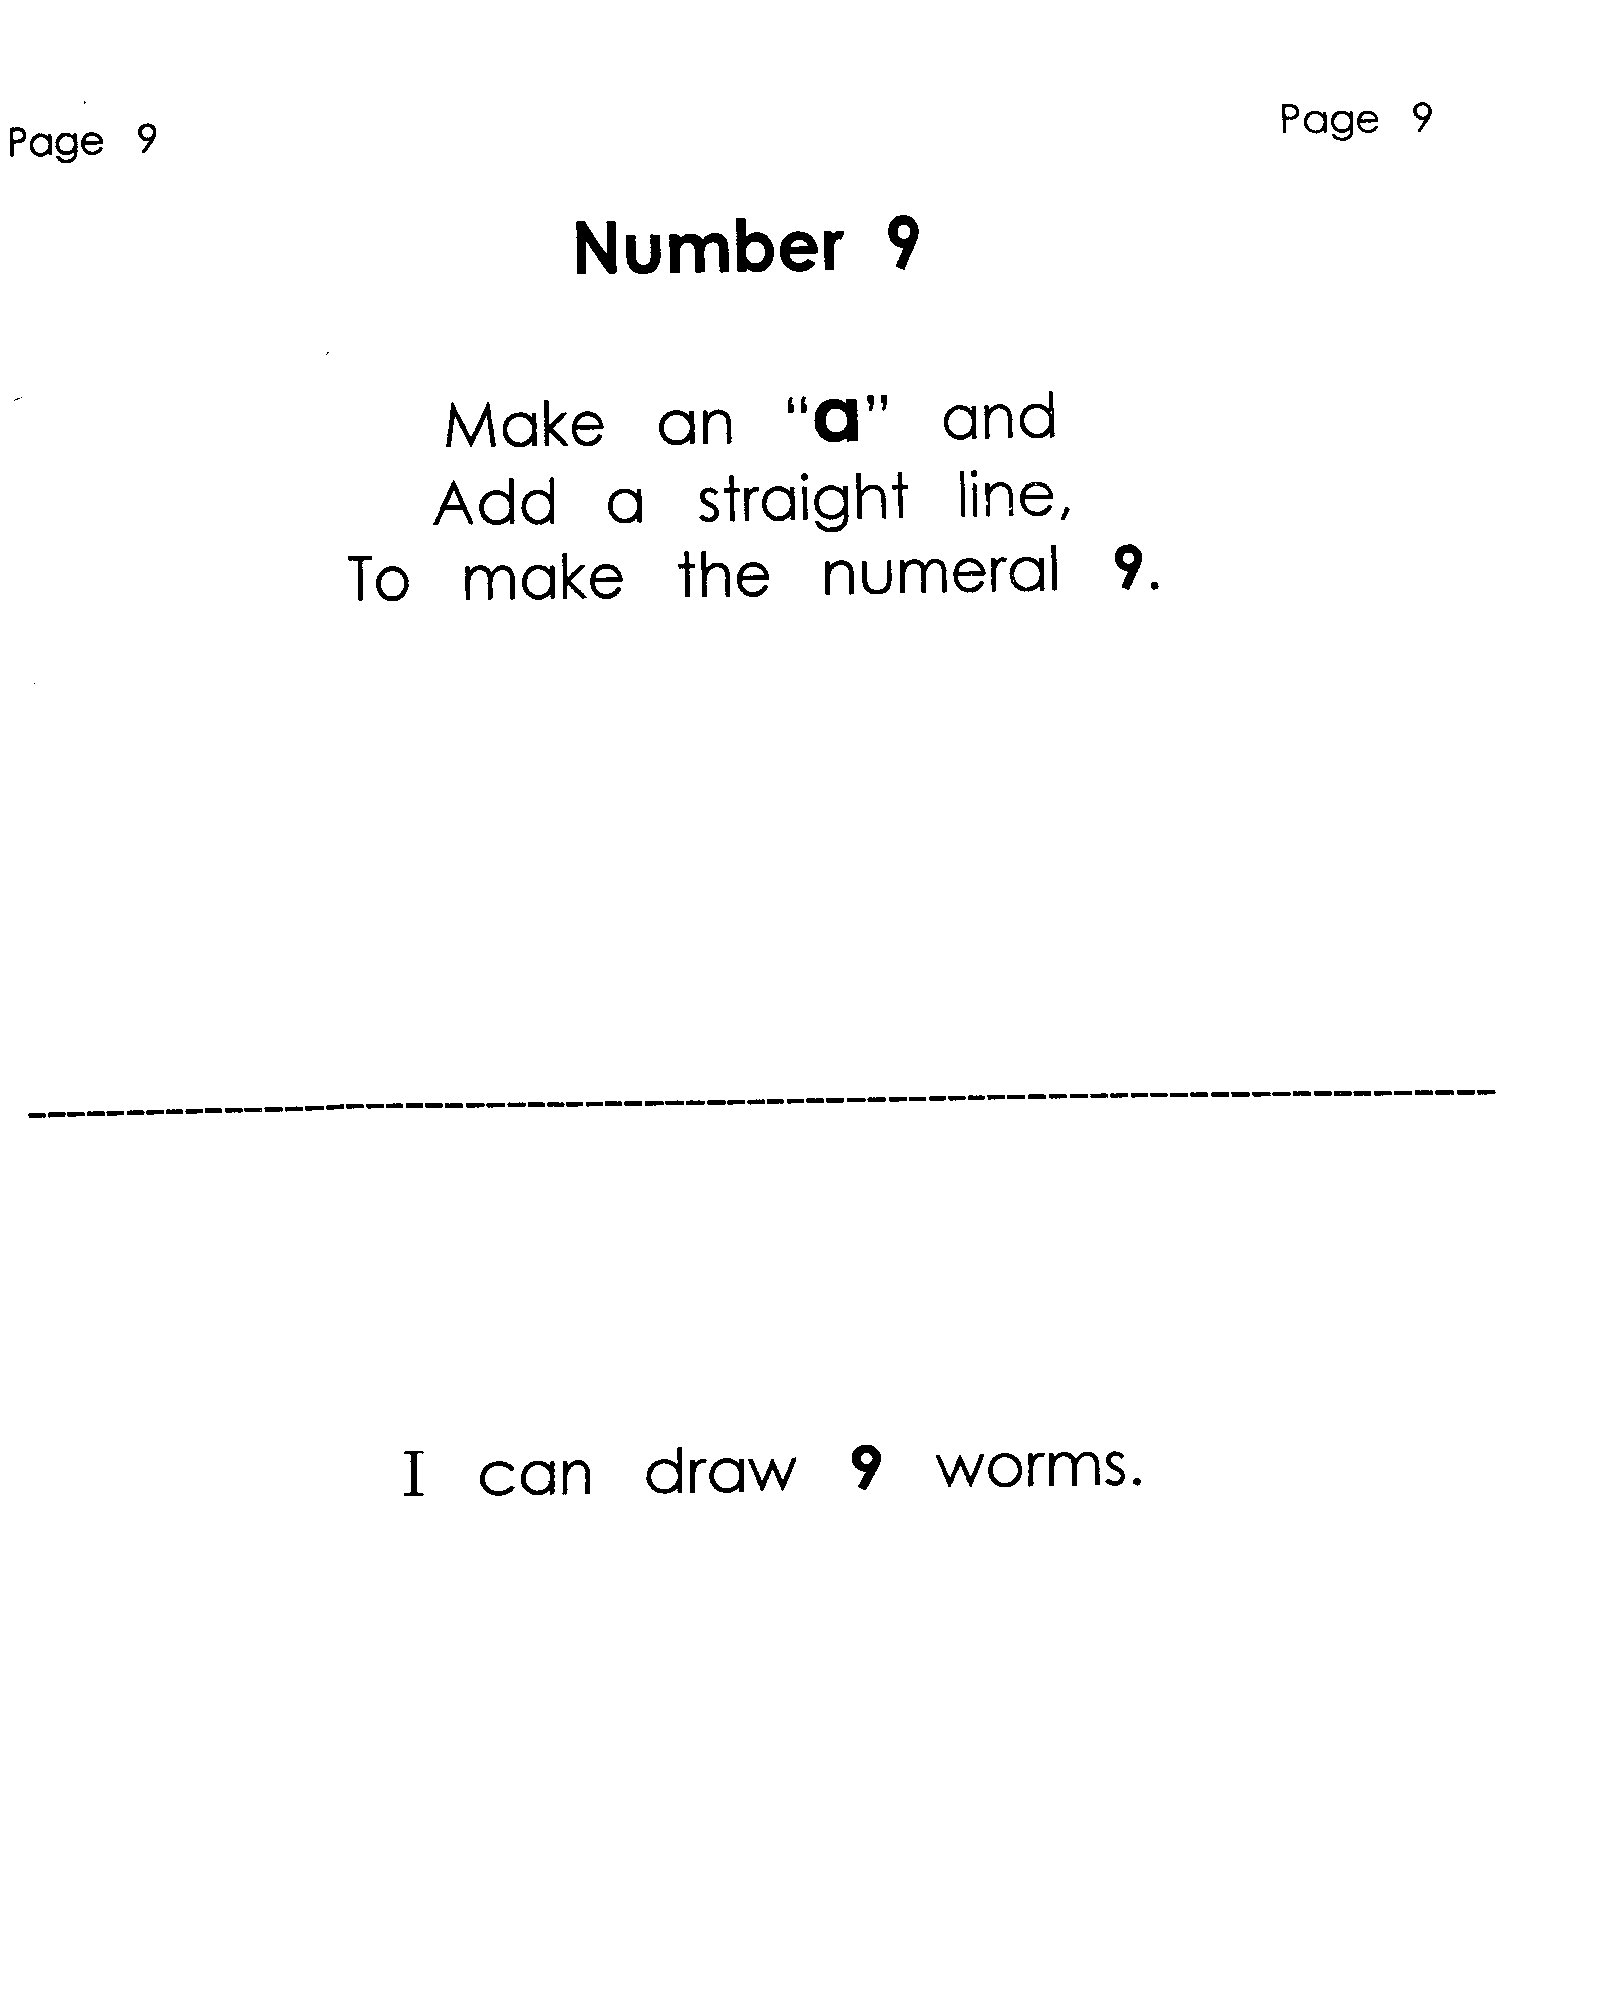 Page 9
Page 9
Number 9
Make an “a” and
Add a straight line,
To make the numeral 9.
I can draw 9 worms.